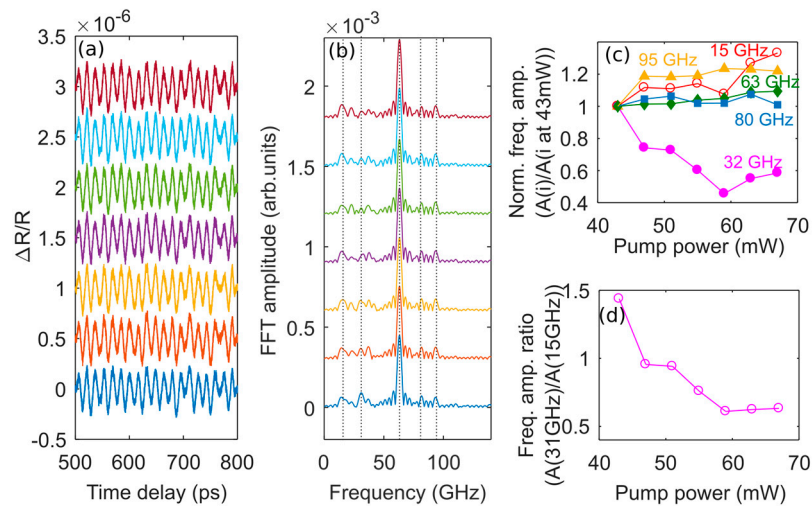 × 10⁻⁶
(a)
3.5
3
2.5
2
1.5
1
0.5
0
-0.5
ΔR/R
500
600
700
800
Time delay (ps)
× 10⁻³
(b)
2
1.5
1
0.5
0
FFT amplitude (arb.units)
0
50
100
Frequency (GHz)
(c)
95 GHz
15 GHz
63 GHz
80 GHz
32 GHz
1.2
1.0
0.8
0.6
0.4
Norm. freq. amp.
(A(i)/A(i at 43mW))
40
50
60
70
Pump power (mW)
(d)
1.5
1
0.5
0
Freq. amp. ratio
(A(31GHz)/A(15GHz))
40
50
60
70
Pump power (mW)